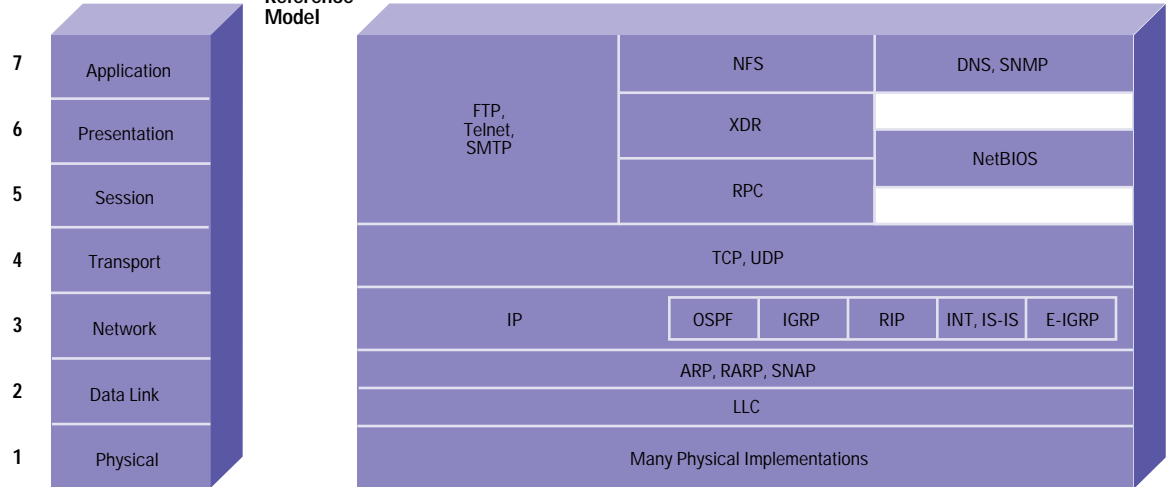 Model
7
Application
NFS
DNS, SNMP
FTP,
Telnet,
SMTP
6
Presentation
XDR
NetBIOS
5
Session
RPC
4
Transport
TCP, UDP
3
Network
IP
OSPF
IGRP
RIP
INT, IS-IS
E-IGRP
2
Data Link
ARP, RARP, SNAP
LLC
1
Physical
Many Physical Implementations